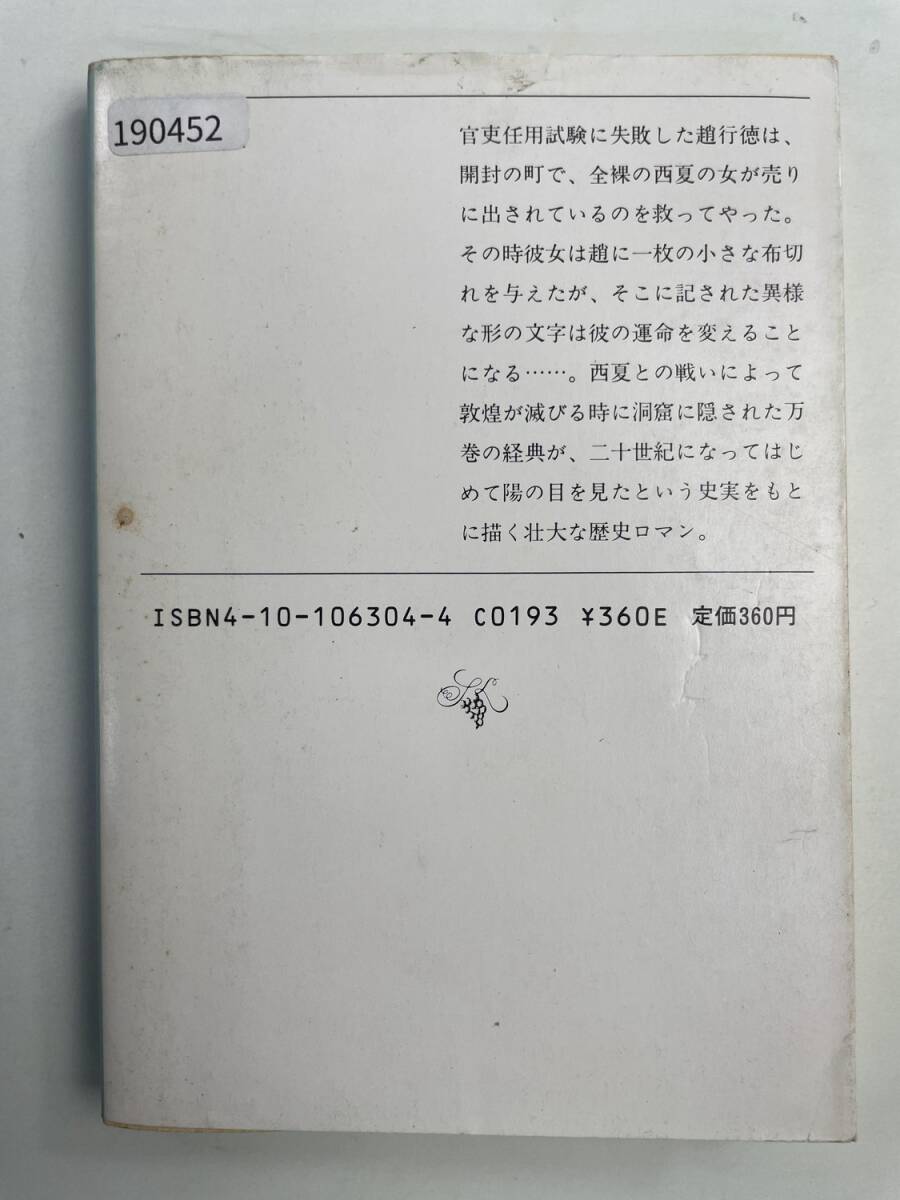 190452
官吏任用試験に失敗した趙行徳は、
開封の町で、全裸の西夏の女が売り
に出されているのを救ってやった。
その時彼女は趙に一枚の小さな布切
れを与えたが、そこに記された異様
な形の文字は彼の運命を変えること
になる……。西夏との戦いによって
敦煌が滅びる時に洞窟に隠された万
巻の経典が、二十世紀になってはじ
めて陽の目を見たという史実をもと
に描く壮大な歴史ロマン。
ISBN4-10-106304-4 C0193 ¥360E 定価360円